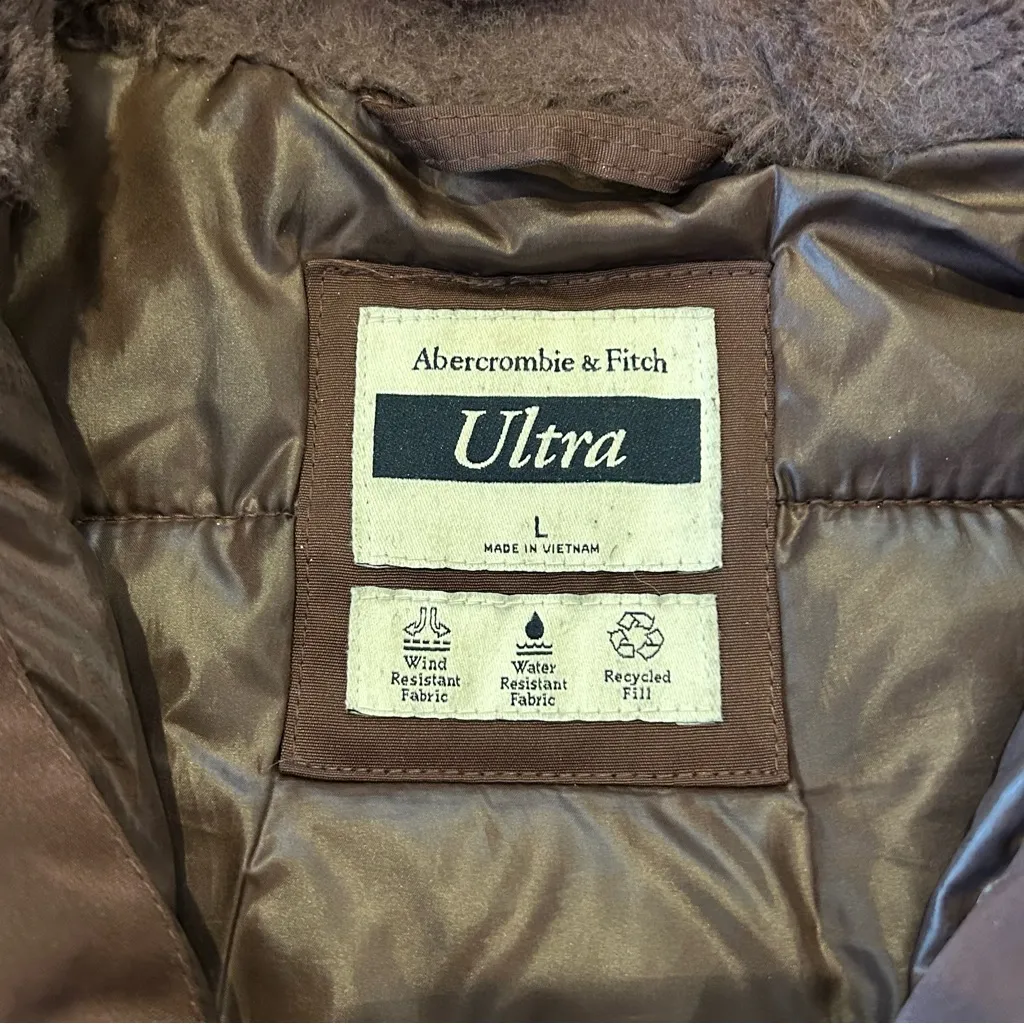 Abercrombie & Fitch
Ultra
L
MADE IN VIETNAM
Wind
Resistant
Fabric
Water
Resistant
Fabric
Recycled
Fill